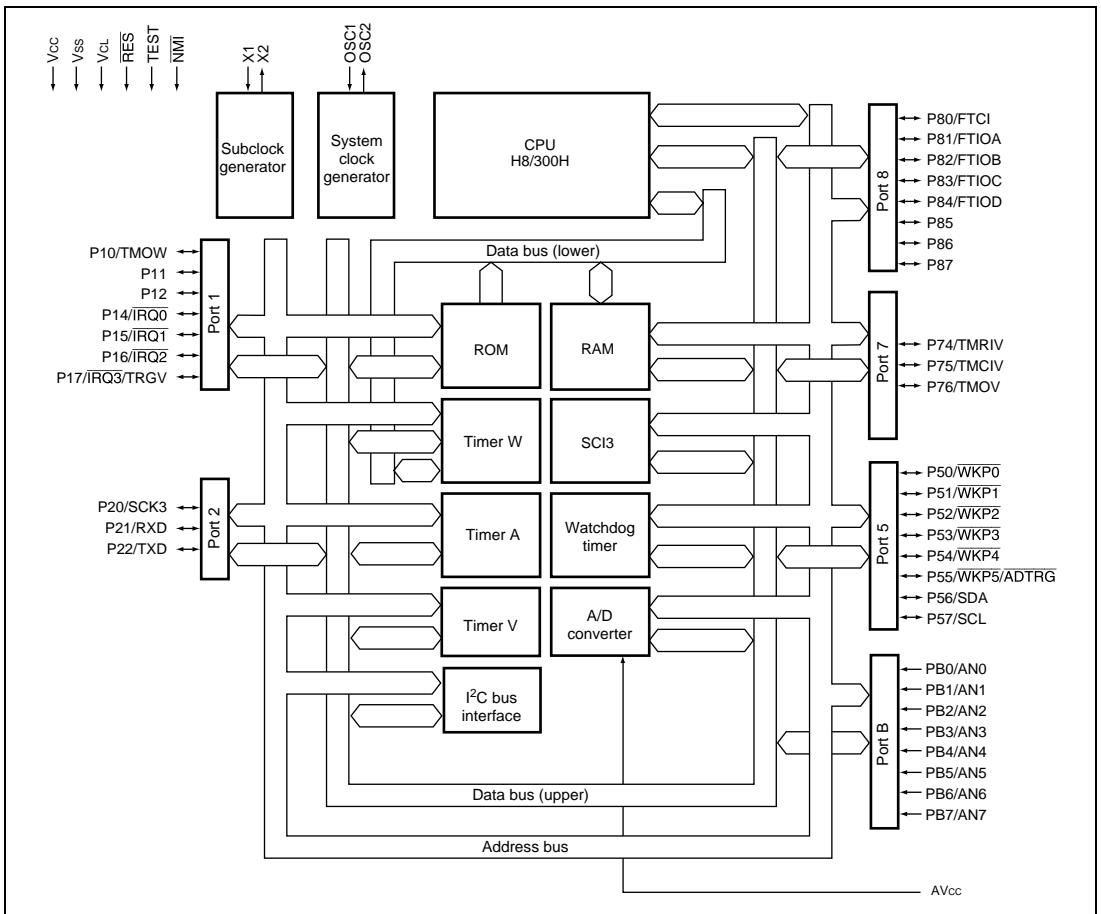 Vcc
Vss
VCL
RES
TEST
NMI
X1
X2
OSC1
OSC2
Subclock
generator
System
clock
generator
CPU
H8/300H
Port 8
P80/FTCI
P81/FTIOA
P82/FTIOB
P83/FTIOC
P84/FTIOD
P85
P86
P87
Data bus (lower)
P10/TMOW
P11
P12
P14/IRQ0
P15/IRQ1
P16/IRQ2
P17/IRQ3/TRGV
Port 1
ROM
RAM
Port 7
P74/TMRIV
P75/TMCIV
P76/TMOV
Timer W
SCI3
P20/SCK3
P21/RXD
P22/TXD
Port 2
Timer A
Watchdog
timer
Port 5
P50/WKP0
P51/WKP1
P52/WKP2
P53/WKP3
P54/WKP4
P55/WKP5/ADTRG
P56/SDA
P57/SCL
Timer V
A/D
converter
I2C bus
interface
Port B
PB0/AN0
PB1/AN1
PB2/AN2
PB3/AN3
PB4/AN4
PB5/AN5
PB6/AN6
PB7/AN7
Data bus (upper)
Address bus
AVcc